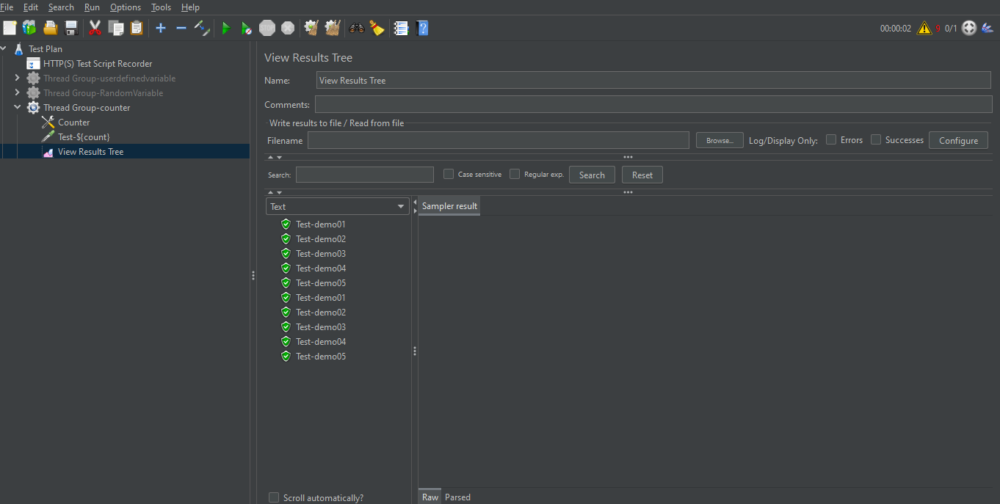 File Edit Search Run Options Tools Help
00:00:02 9 0/1
Test Plan
HTTP(S) Test Script Recorder
Thread Group-userdefinedvariable
Thread Group-RandomVariable
Thread Group-counter
Counter
Test-${count}
View Results Tree
View Results Tree
Name: View Results Tree
Comments:
Write results to file / Read from file
Filename Browse... Log/Display Only: Errors Successes Configure
Search: Case sensitive Regular exp. Search Reset
Text
Sampler result
Test-demo01
Test-demo02
Test-demo03
Test-demo04
Test-demo05
Test-demo01
Test-demo02
Test-demo03
Test-demo04
Test-demo05
Scroll automatically?
Raw Parsed